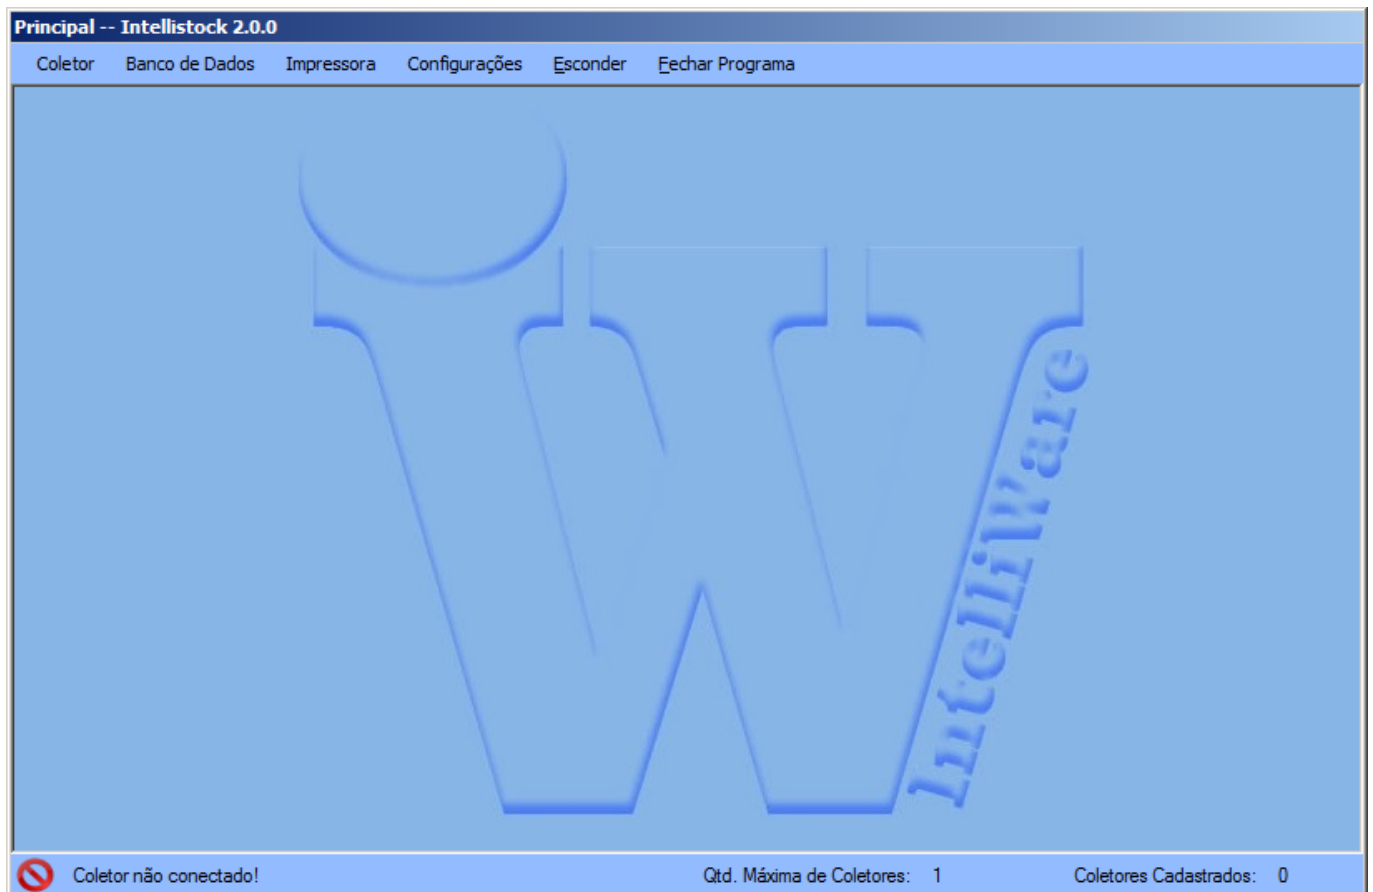 Principal -- Intellistock 2.0.0
Coletor Banco de Dados Impressora Configurações Esconder Fechar Programa
IntelliWare
Coletor não conectado! Qtd. Máxima de Coletores: 1 Coletores Cadastrados: 0